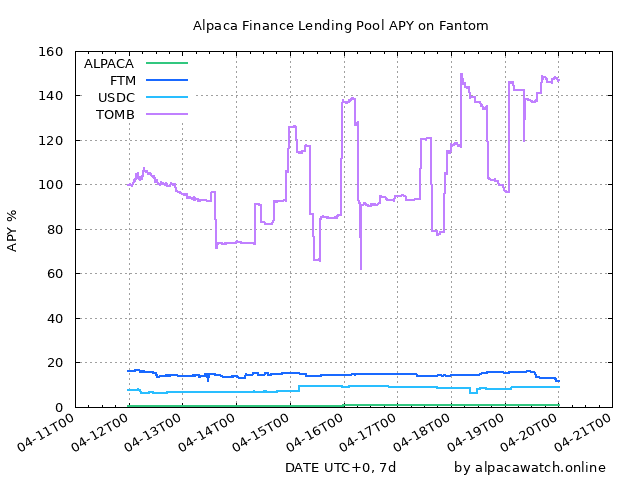 Alpaca Finance Lending Pool APY on Fantom
160
140
120
100
80
60
40
20
0
APY %
ALPACA
FTM
USDC
TOMB
04-11T00
04-12T00
04-13T00
04-14T00
04-15T00
04-16T00
04-17T00
04-18T00
04-19T00
04-20T00
04-21T00
DATE UTC+0, 7d
by alpacawatch.online